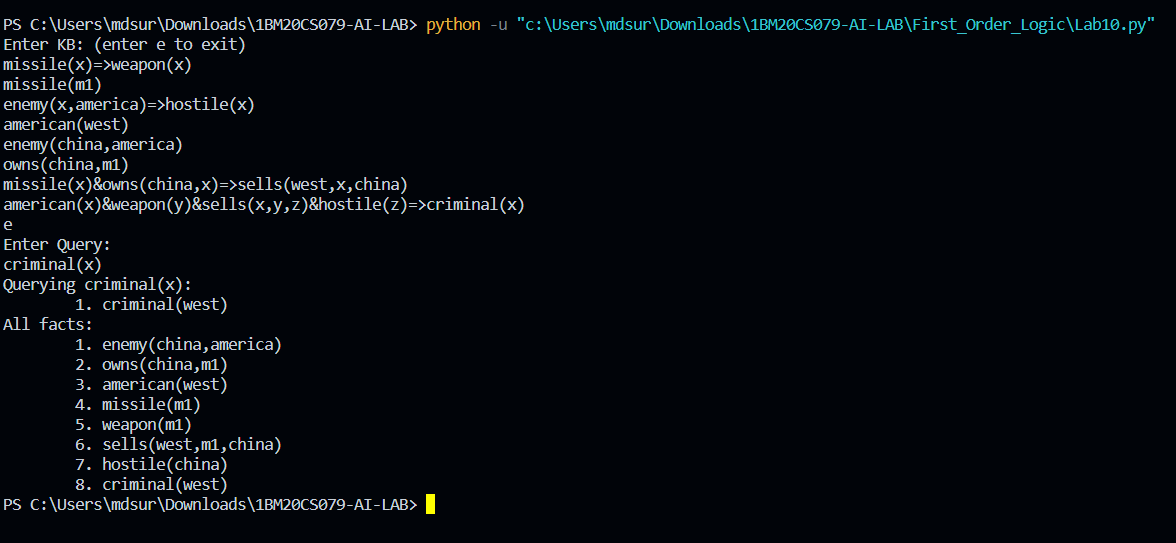 PS C:\Users\mdsur\Downloads\1BM20CS079-AI-LAB> python -u "c:\Users\mdsur\Downloads\1BM20CS079-AI-LAB\First_Order_Logic\Lab10.py"
Enter KB: (enter e to exit)
missile(x)=>weapon(x)
missile(m1)
enemy(x,america)=>hostile(x)
american(west)
enemy(china,america)
owns(china,m1)
missile(x)&owns(china,x)=>sells(west,x,china)
american(x)&weapon(y)&sells(x,y,z)&hostile(z)=>criminal(x)
e
Enter Query:
criminal(x)
Querying criminal(x):
        1. criminal(west)
All facts:
        1. enemy(china,america)
        2. owns(china,m1)
        3. american(west)
        4. missile(m1)
        5. weapon(m1)
        6. sells(west,m1,china)
        7. hostile(china)
        8. criminal(west)
PS C:\Users\mdsur\Downloads\1BM20CS079-AI-LAB>